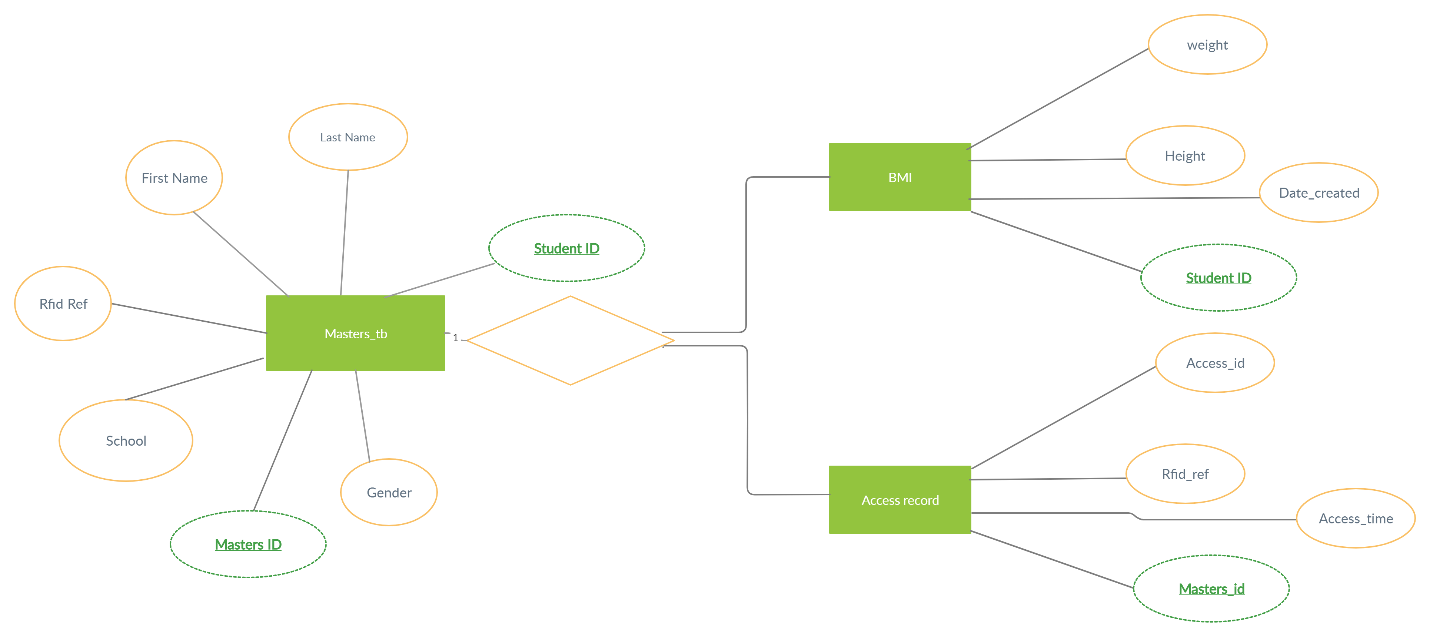 weight
Last Name
Height
First Name
BMI
Date_created
Student ID
Student ID
Rfid Ref
Masters_tb
1
Access_id
School
Rfid_ref
Gender
Access record
Access_time
Masters ID
Masters_id